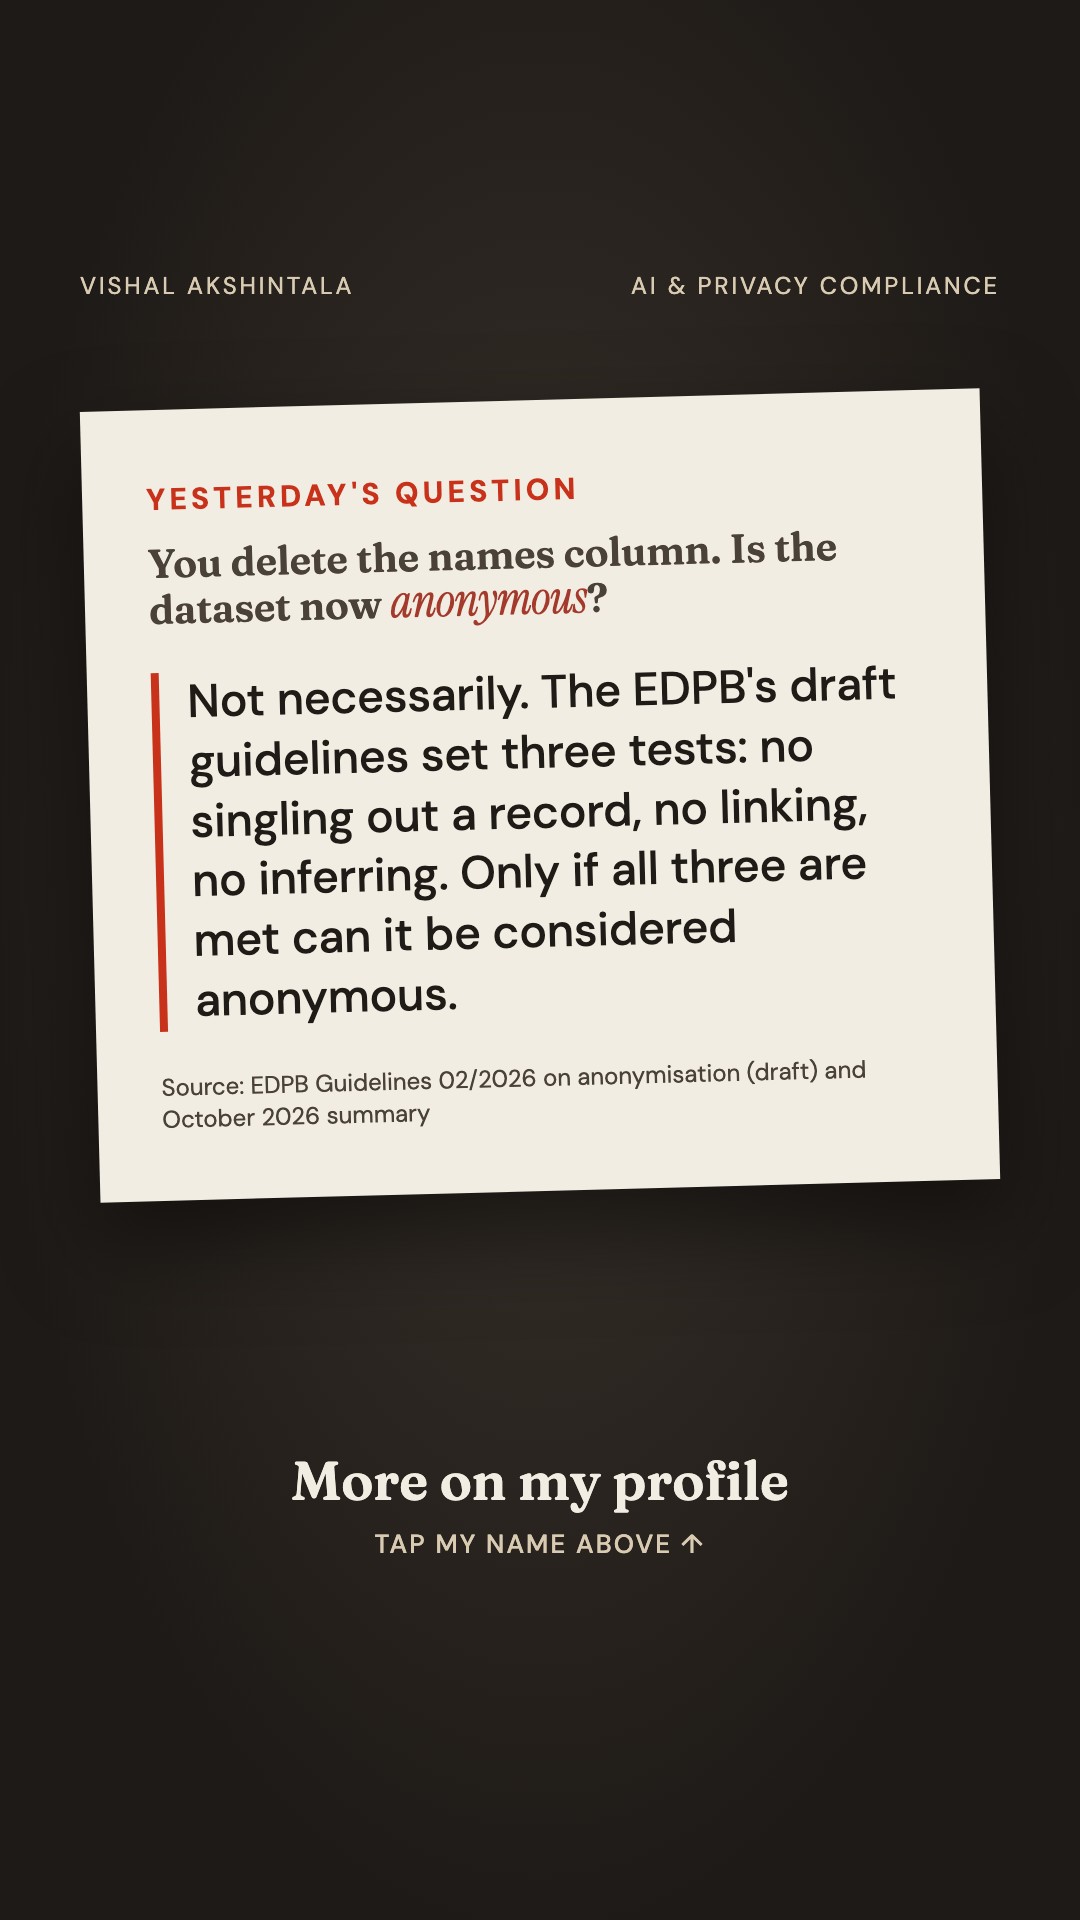 VISHAL AKSHINTALA
AI & PRIVACY COMPLIANCE
YESTERDAY'S QUESTION
You delete the names column. Is the
dataset now anonymous?
Not necessarily. The EDPB's draft
guidelines set three tests: no
singling out a record, no linking,
no inferring. Only if all three are
met can it be considered
anonymous.
Source: EDPB Guidelines 02/2026 on anonymisation (draft) and
October 2026 summary
More on my profile
TAP MY NAME ABOVE ↑